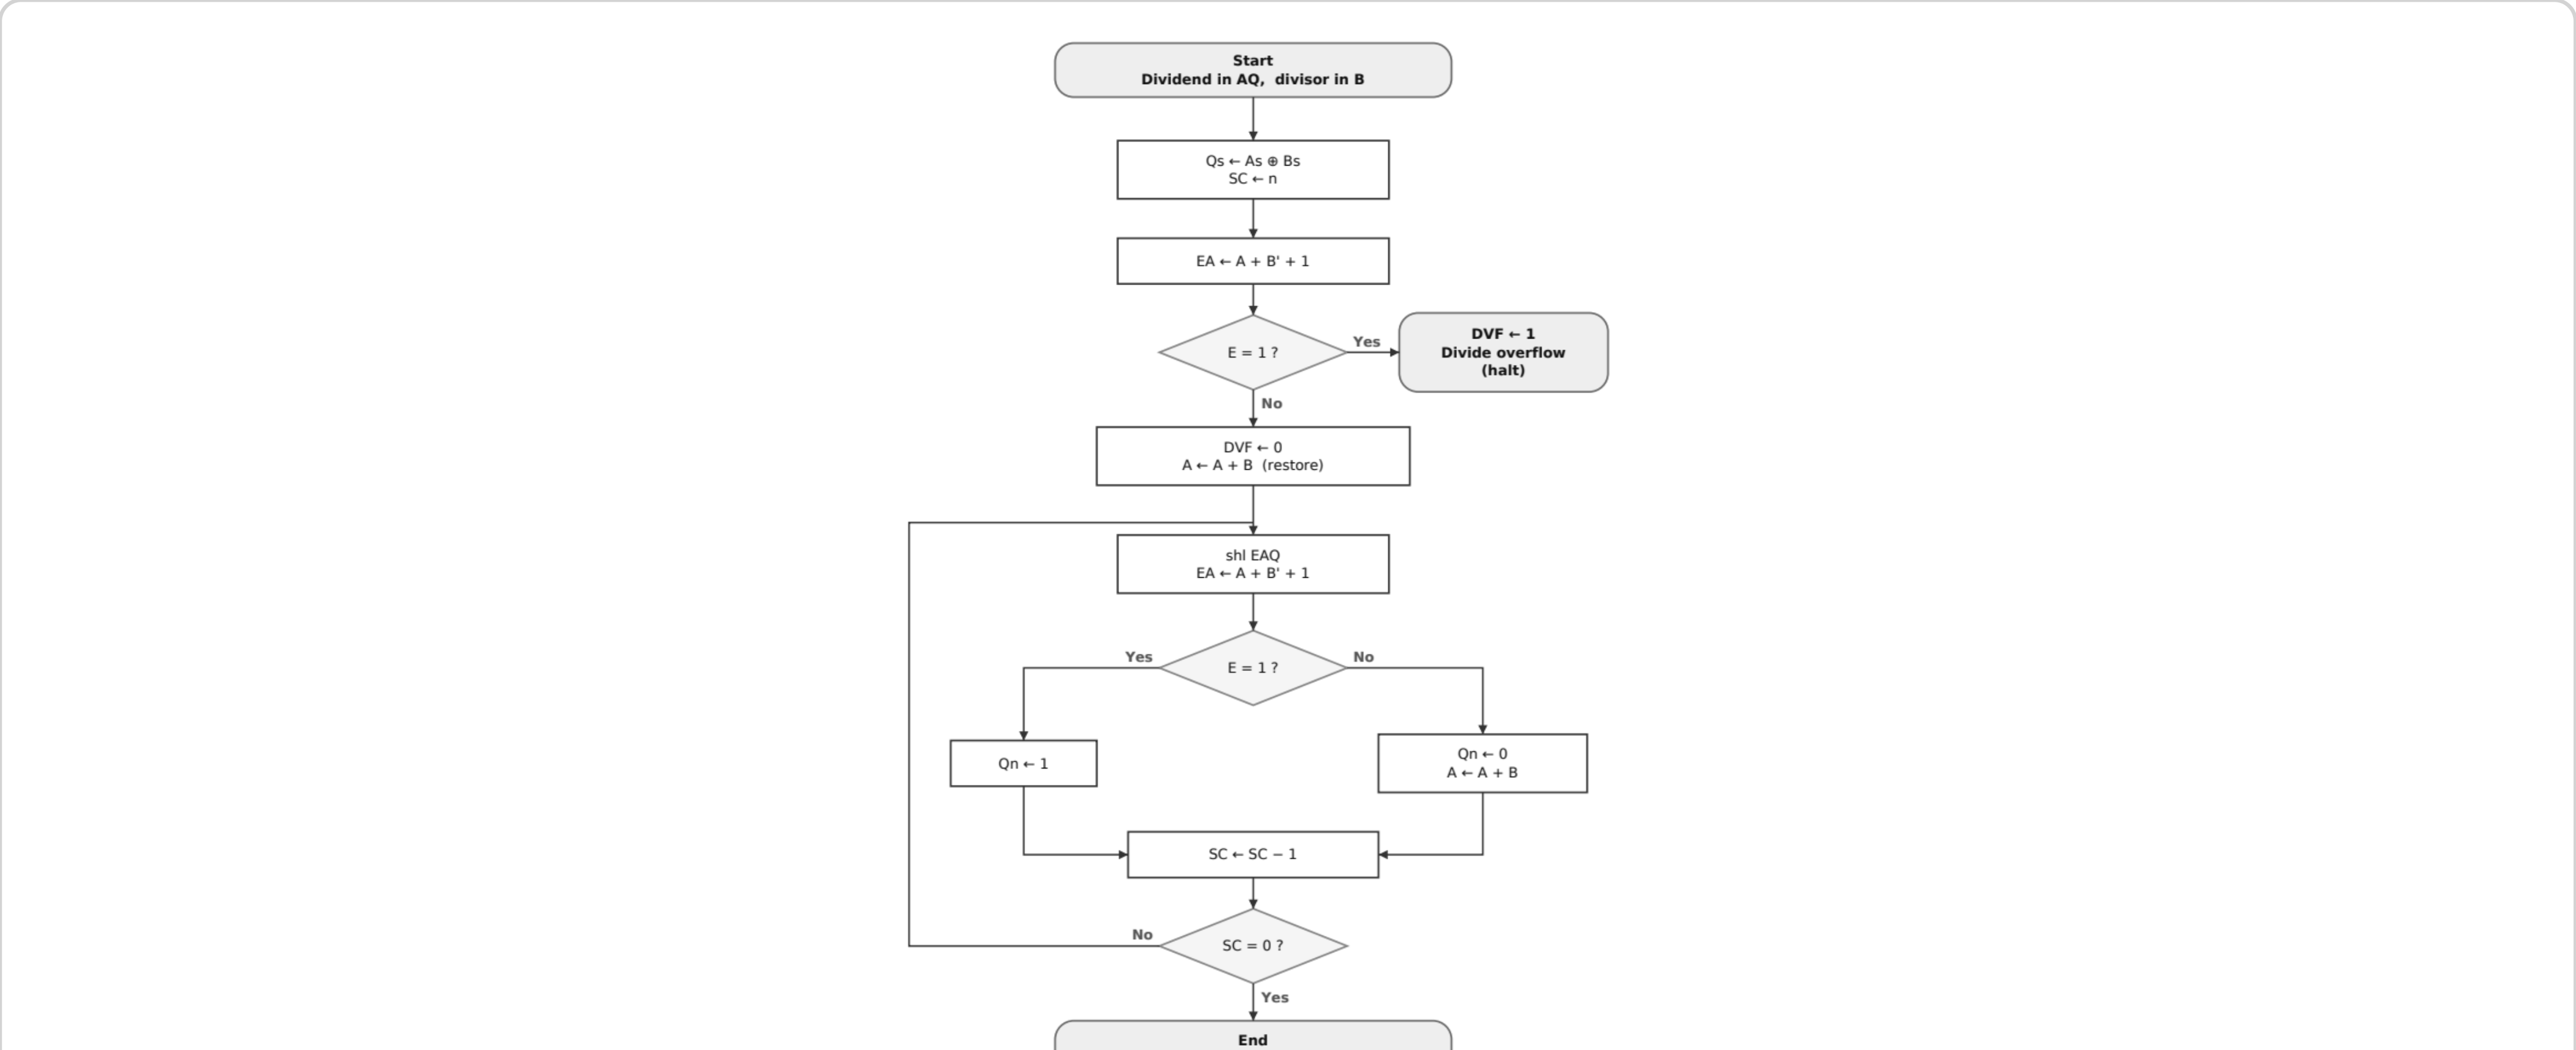 Start
Dividend in AQ,  divisor in B
Qs ← As ⊕ Bs
SC ← n
EA ← A + B' + 1
E = 1 ?
Yes
DVF ← 1
Divide overflow
(halt)
No
DVF ← 0
A ← A + B  (restore)
shl EAQ
EA ← A + B' + 1
Yes
E = 1 ?
No
Qn ← 1
Qn ← 0
A ← A + B
SC ← SC − 1
No
SC = 0 ?
Yes
End